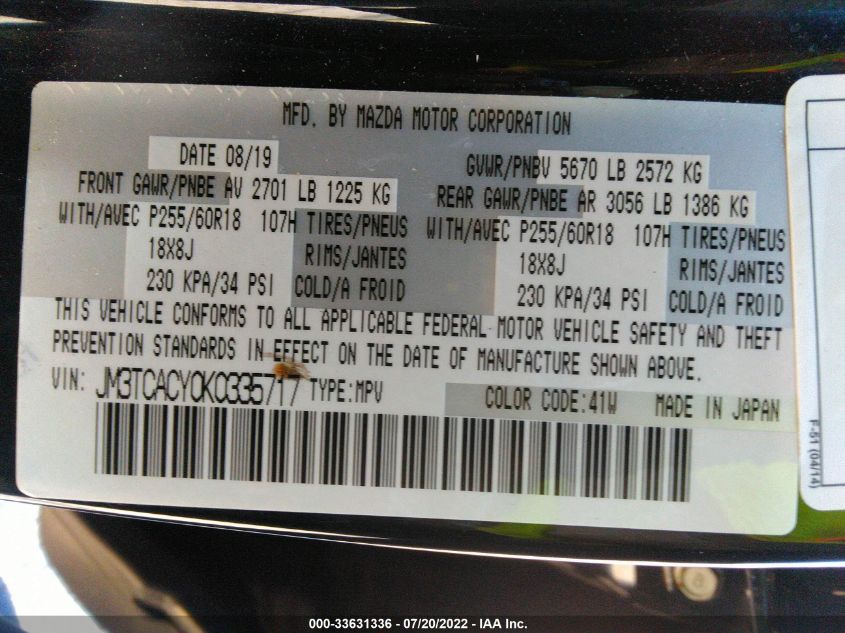 MFD. BY MAZDA MOTOR CORPORATION
DATE 08/19 GVWR/PNBV 5670 LB 2572 KG
FRONT GAWR/PNBE AV 2701 LB 1225 KG REAR GAWR/PNBE AR 3056 LB 1386 KG
WITH/AVEC P255/60R18 107H TIRES/PNEUS WITH/AVEC P255/60R18 107H TIRES/PNEUS
18X8J RIMS/JANTES 18X8J RIMS/JANTES
230 KPA/34 PSI COLD/A FROID 230 KPA/34 PSI COLD/A FROID
THIS VEHICLE CONFORMS TO ALL APPLICABLE FEDERAL MOTOR VEHICLE SAFETY AND THEFT
PREVENTION STANDARDS IN EFFECT ON THE DATE OF MANUFACTURE SHOWN ABOVE.
VIN: JM3TCACY0K0335717 TYPE:MPV COLOR CODE:41W MADE IN JAPAN
F-51 (04/14)
000-33631336 - 07/20/2022 - IAA Inc.